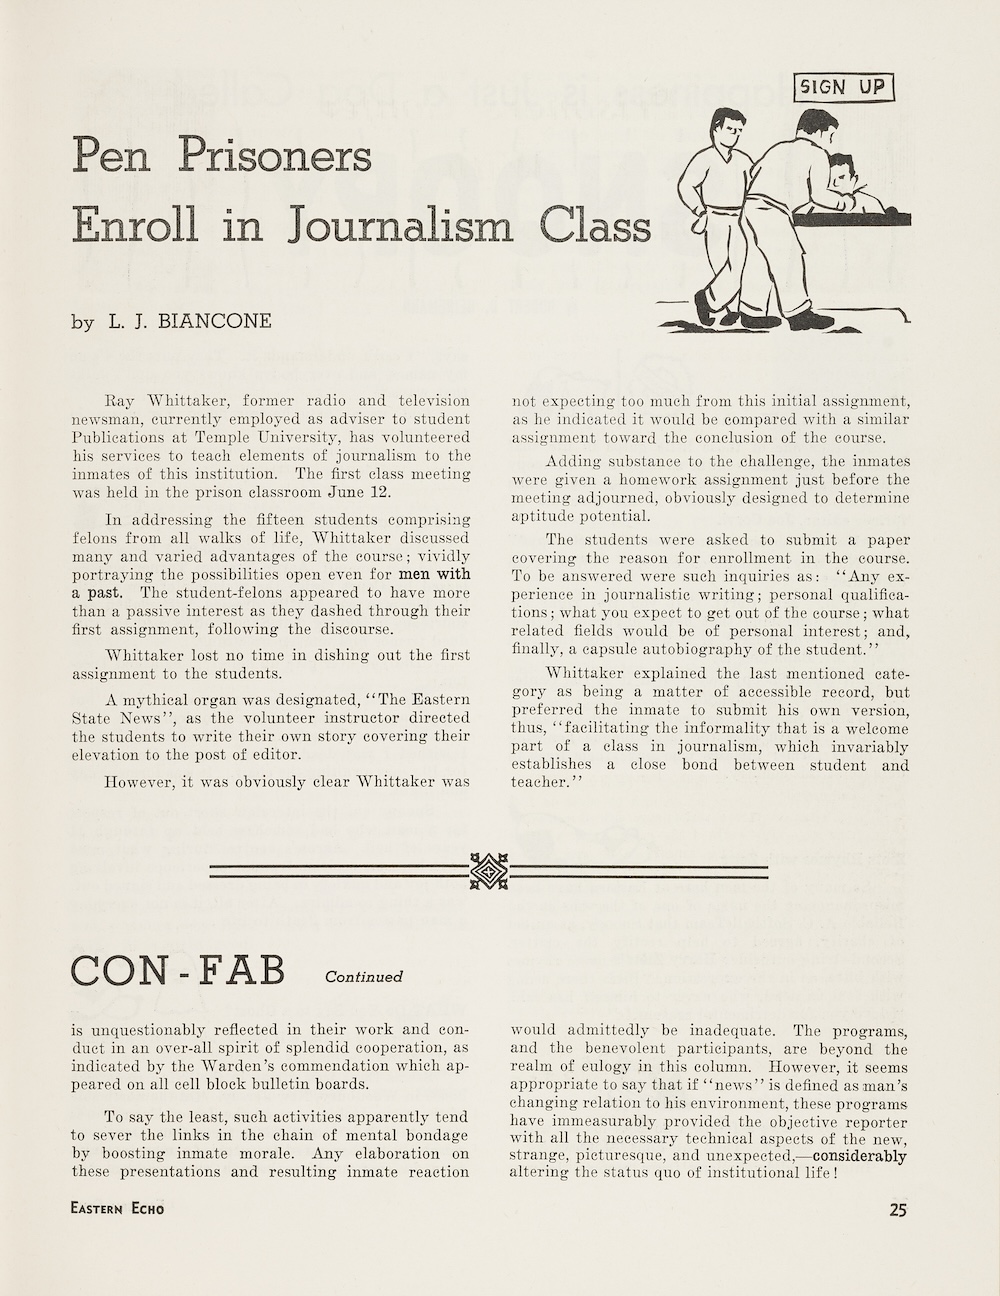 SIGN UP
Pen Prisoners
Enroll in Journalism Class
by L. J. BIANCONE
Ray Whittaker, former radio and television
newsman, currently employed as adviser to student
Publications at Temple University, has volunteered
his services to teach elements of journalism to the
inmates of this institution. The first class meeting
was held in the prison classroom June 12.
In addressing the fifteen students comprising
felons from all walks of life, Whittaker discussed
many and varied advantages of the course; vividly
portraying the possibilities open even for men with
a past. The student-felons appeared to have more
than a passive interest as they dashed through their
first assignment, following the discourse.
Whittaker lost no time in dishing out the first
assignment to the students.
A mythical organ was designated, ‘‘The Eastern
State News’’, as the volunteer instructor directed
the students to write their own story covering their
elevation to the post of editor.
However, it was obviously clear Whittaker was
not expecting too much from this initial assignment,
as he indicated it would be compared with a similar
assignment toward the conclusion of the course.
Adding substance to the challenge, the inmates
were given a homework assignment just before the
meeting adjourned, obviously designed to determine
aptitude potential.
The students were asked to submit a paper
covering the reason for enrollment in the course.
To be answered were such inquiries as: ‘‘Any ex-
perience in journalistic writing; personal qualifica-
tions; what you expect to get out of the course; what
related fields would be of personal interest; and,
finally, a capsule autobiography of the student.’’
Whittaker explained the last mentioned cate-
gory as being a matter of accessible record, but
preferred the inmate to submit his own version,
thus, ‘‘facilitating the informality that is a welcome
part of a class in journalism, which invariably
establishes a close bond between student and
teacher.’’
CON - FAB Continued
is unquestionably reflected in their work and con-
duct in an over-all spirit of splendid cooperation, as
indicated by the Warden's commendation which ap-
peared on all cell block bulletin boards.
To say the least, such activities apparently tend
to sever the links in the chain of mental bondage
by boosting inmate morale. Any elaboration on
these presentations and resulting inmate reaction
would admittedly be inadequate. The programs,
and the benevolent participants, are beyond the
realm of eulogy in this column. However, it seems
appropriate to say that if ‘‘news’’ is defined as man's
changing relation to his environment, these programs
have immeasurably provided the objective reporter
with all the necessary technical aspects of the new,
strange, picturesque, and unexpected,—considerably
altering the status quo of institutional life!
EASTERN ECHO
25